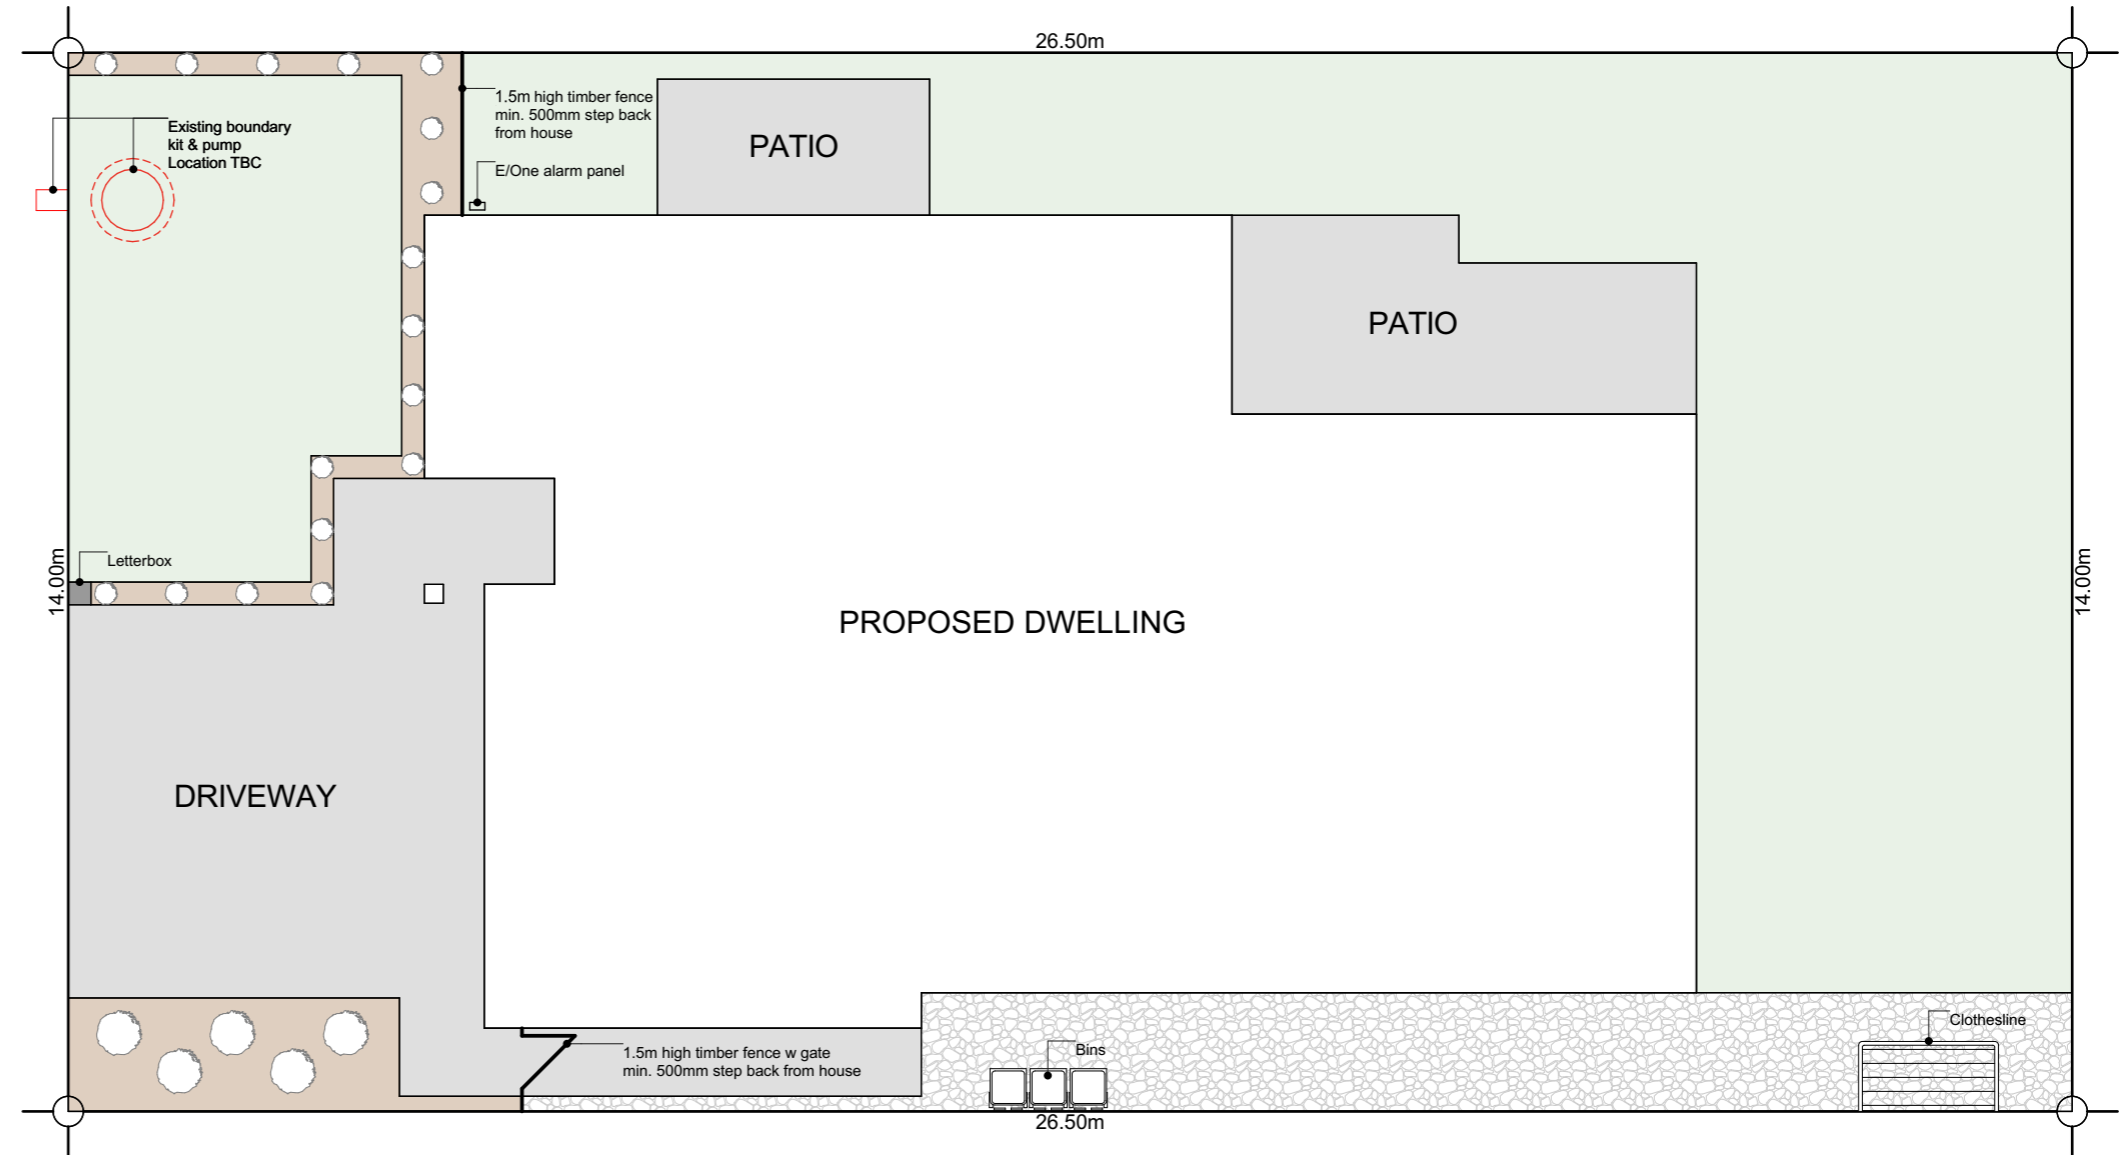 26.50m
1.5m high timber fence
min. 500mm step back
from house
Existing boundary
kit & pump
Location TBC
PATIO
E/One alarm panel
PATIO
Letterbox
14.00m
14.00m
PROPOSED DWELLING
DRIVEWAY
Clothesline
1.5m high timber fence w gate
min. 500mm step back from house
Bins
26.50m